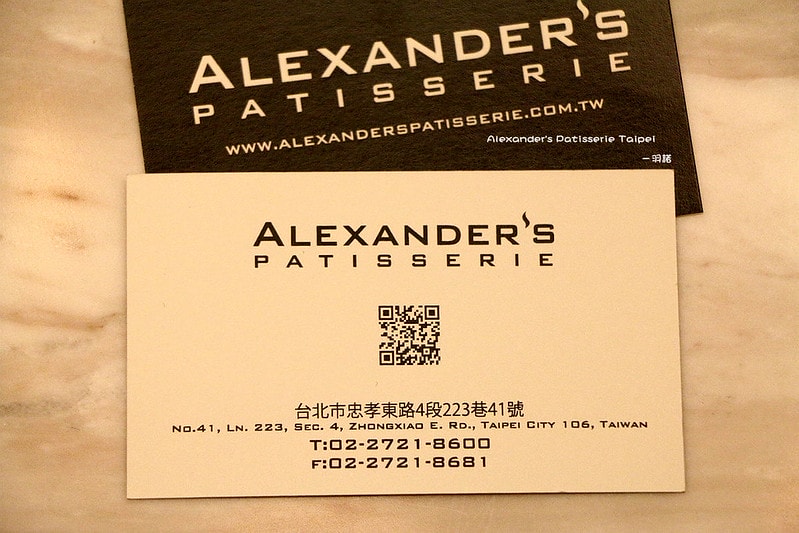 ALEXANDER'S
PATISSERIE
WWW.ALEXANDERSPATISSERIE.COM.TW
Alexander's Patisserie Taipei
一羽諾
ALEXANDER'S
PATISSERIE
台北市忠孝東路4段223巷41號
No.41, Ln. 223, Sec. 4, Zhongxiao E. Rd., Taipei City 106, Taiwan
T:02-2721-8600
F:02-2721-8681